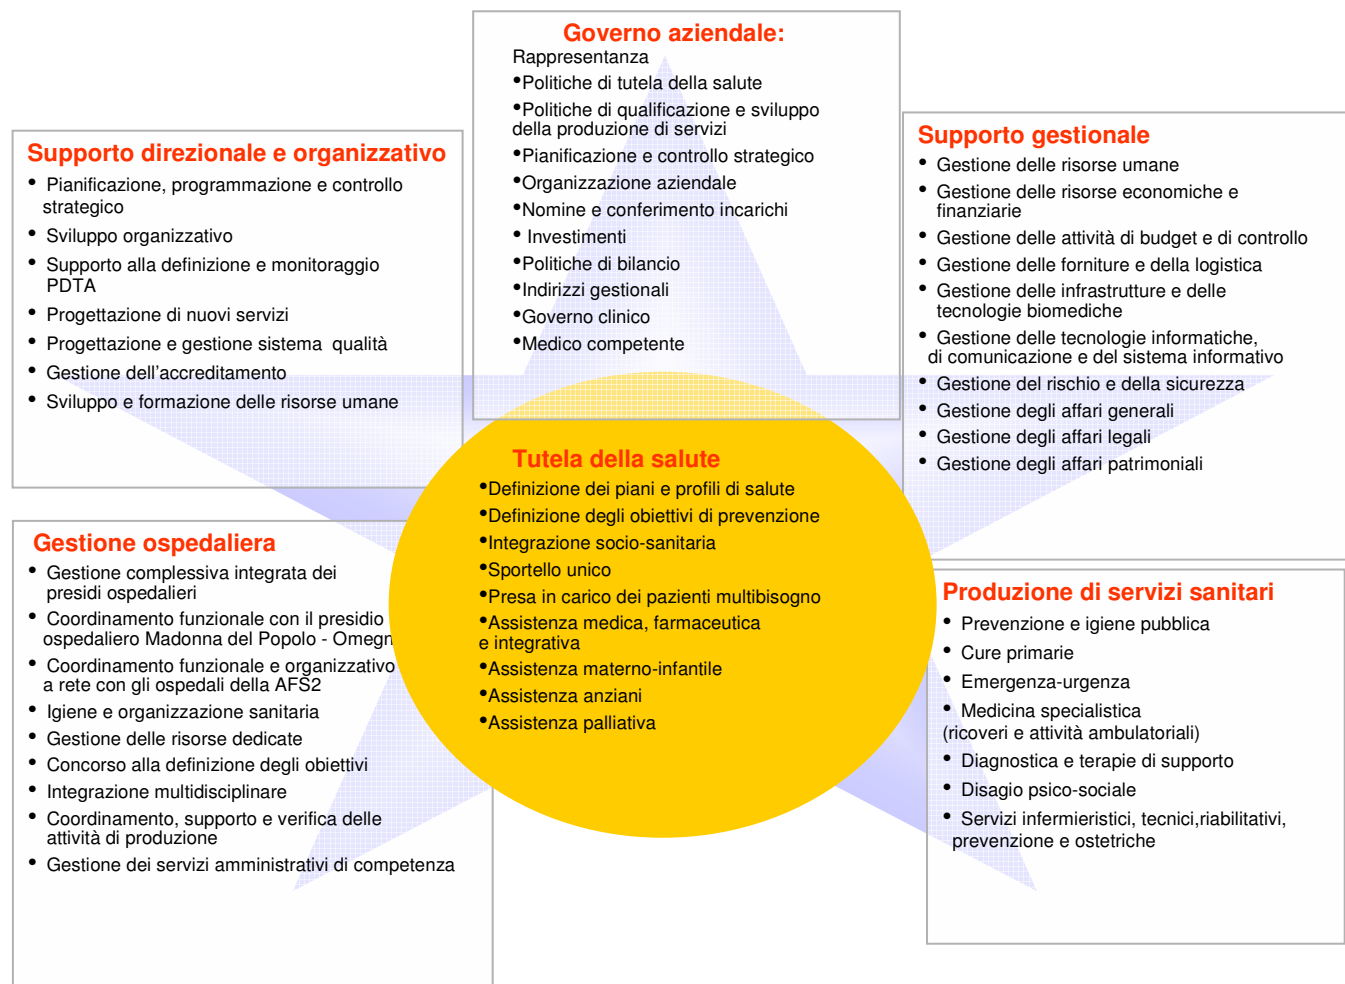 Governo aziendale:
Rappresentanza
•Politiche di tutela della salute
•Politiche di qualificazione e sviluppo
della produzione di servizi
•Pianificazione e controllo strategico
•Organizzazione aziendale
•Nomine e conferimento incarichi
• Investimenti
•Politiche di bilancio
•Indirizzi gestionali
•Governo clinico
•Medico competente
Supporto direzionale e organizzativo
• Pianificazione, programmazione e controllo
strategico
• Sviluppo organizzativo
• Supporto alla definizione e monitoraggio
PDTA
• Progettazione di nuovi servizi
• Progettazione e gestione sistema qualità
• Gestione dell'accreditamento
• Sviluppo e formazione delle risorse umane
Supporto gestionale
• Gestione delle risorse umane
• Gestione delle risorse economiche e
finanziarie
• Gestione delle attività di budget e di controllo
• Gestione delle forniture e della logistica
• Gestione delle infrastrutture e delle
tecnologie biomediche
• Gestione delle tecnologie informatiche,
di comunicazione e del sistema informativo
• Gestione del rischio e della sicurezza
• Gestione degli affari generali
• Gestione degli affari legali
• Gestione degli affari patrimoniali
Tutela della salute
•Definizione dei piani e profili di salute
•Definizione degli obiettivi di prevenzione
•Integrazione socio-sanitaria
•Sportello unico
•Presa in carico dei pazienti multibisogno
•Assistenza medica, farmaceutica
e integrativa
•Assistenza materno-infantile
•Assistenza anziani
•Assistenza palliativa
Gestione ospedaliera
• Gestione complessiva integrata dei
presidi ospedalieri
• Coordinamento funzionale con il presidio
ospedaliero Madonna del Popolo - Omegn
• Coordinamento funzionale e organizzativo
a rete con gli ospedali della AFS2
• Igiene e organizzazione sanitaria
• Gestione delle risorse dedicate
• Concorso alla definizione degli obiettivi
• Integrazione multidisciplinare
• Coordinamento, supporto e verifica delle
attività di produzione
• Gestione dei servizi amministrativi di competenza
Produzione di servizi sanitari
• Prevenzione e igiene pubblica
• Cure primarie
• Emergenza-urgenza
• Medicina specialistica
(ricoveri e attività ambulatoriali)
• Diagnostica e terapie di supporto
• Disagio psico-sociale
• Servizi infermieristici, tecnici,riabilitativi,
prevenzione e ostetriche